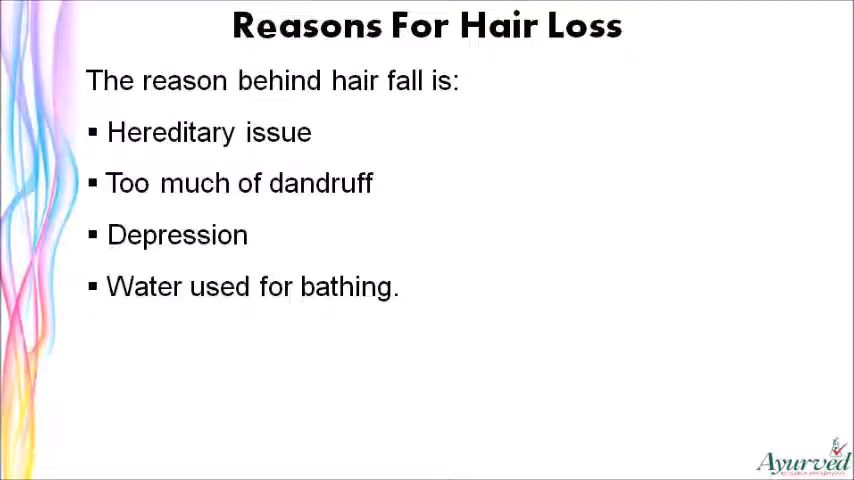 Reasons For Hair Loss
The reason behind hair fall is:
▪ Hereditary issue
▪ Too much of dandruff
▪ Depression
▪ Water used for bathing.
Ayurved